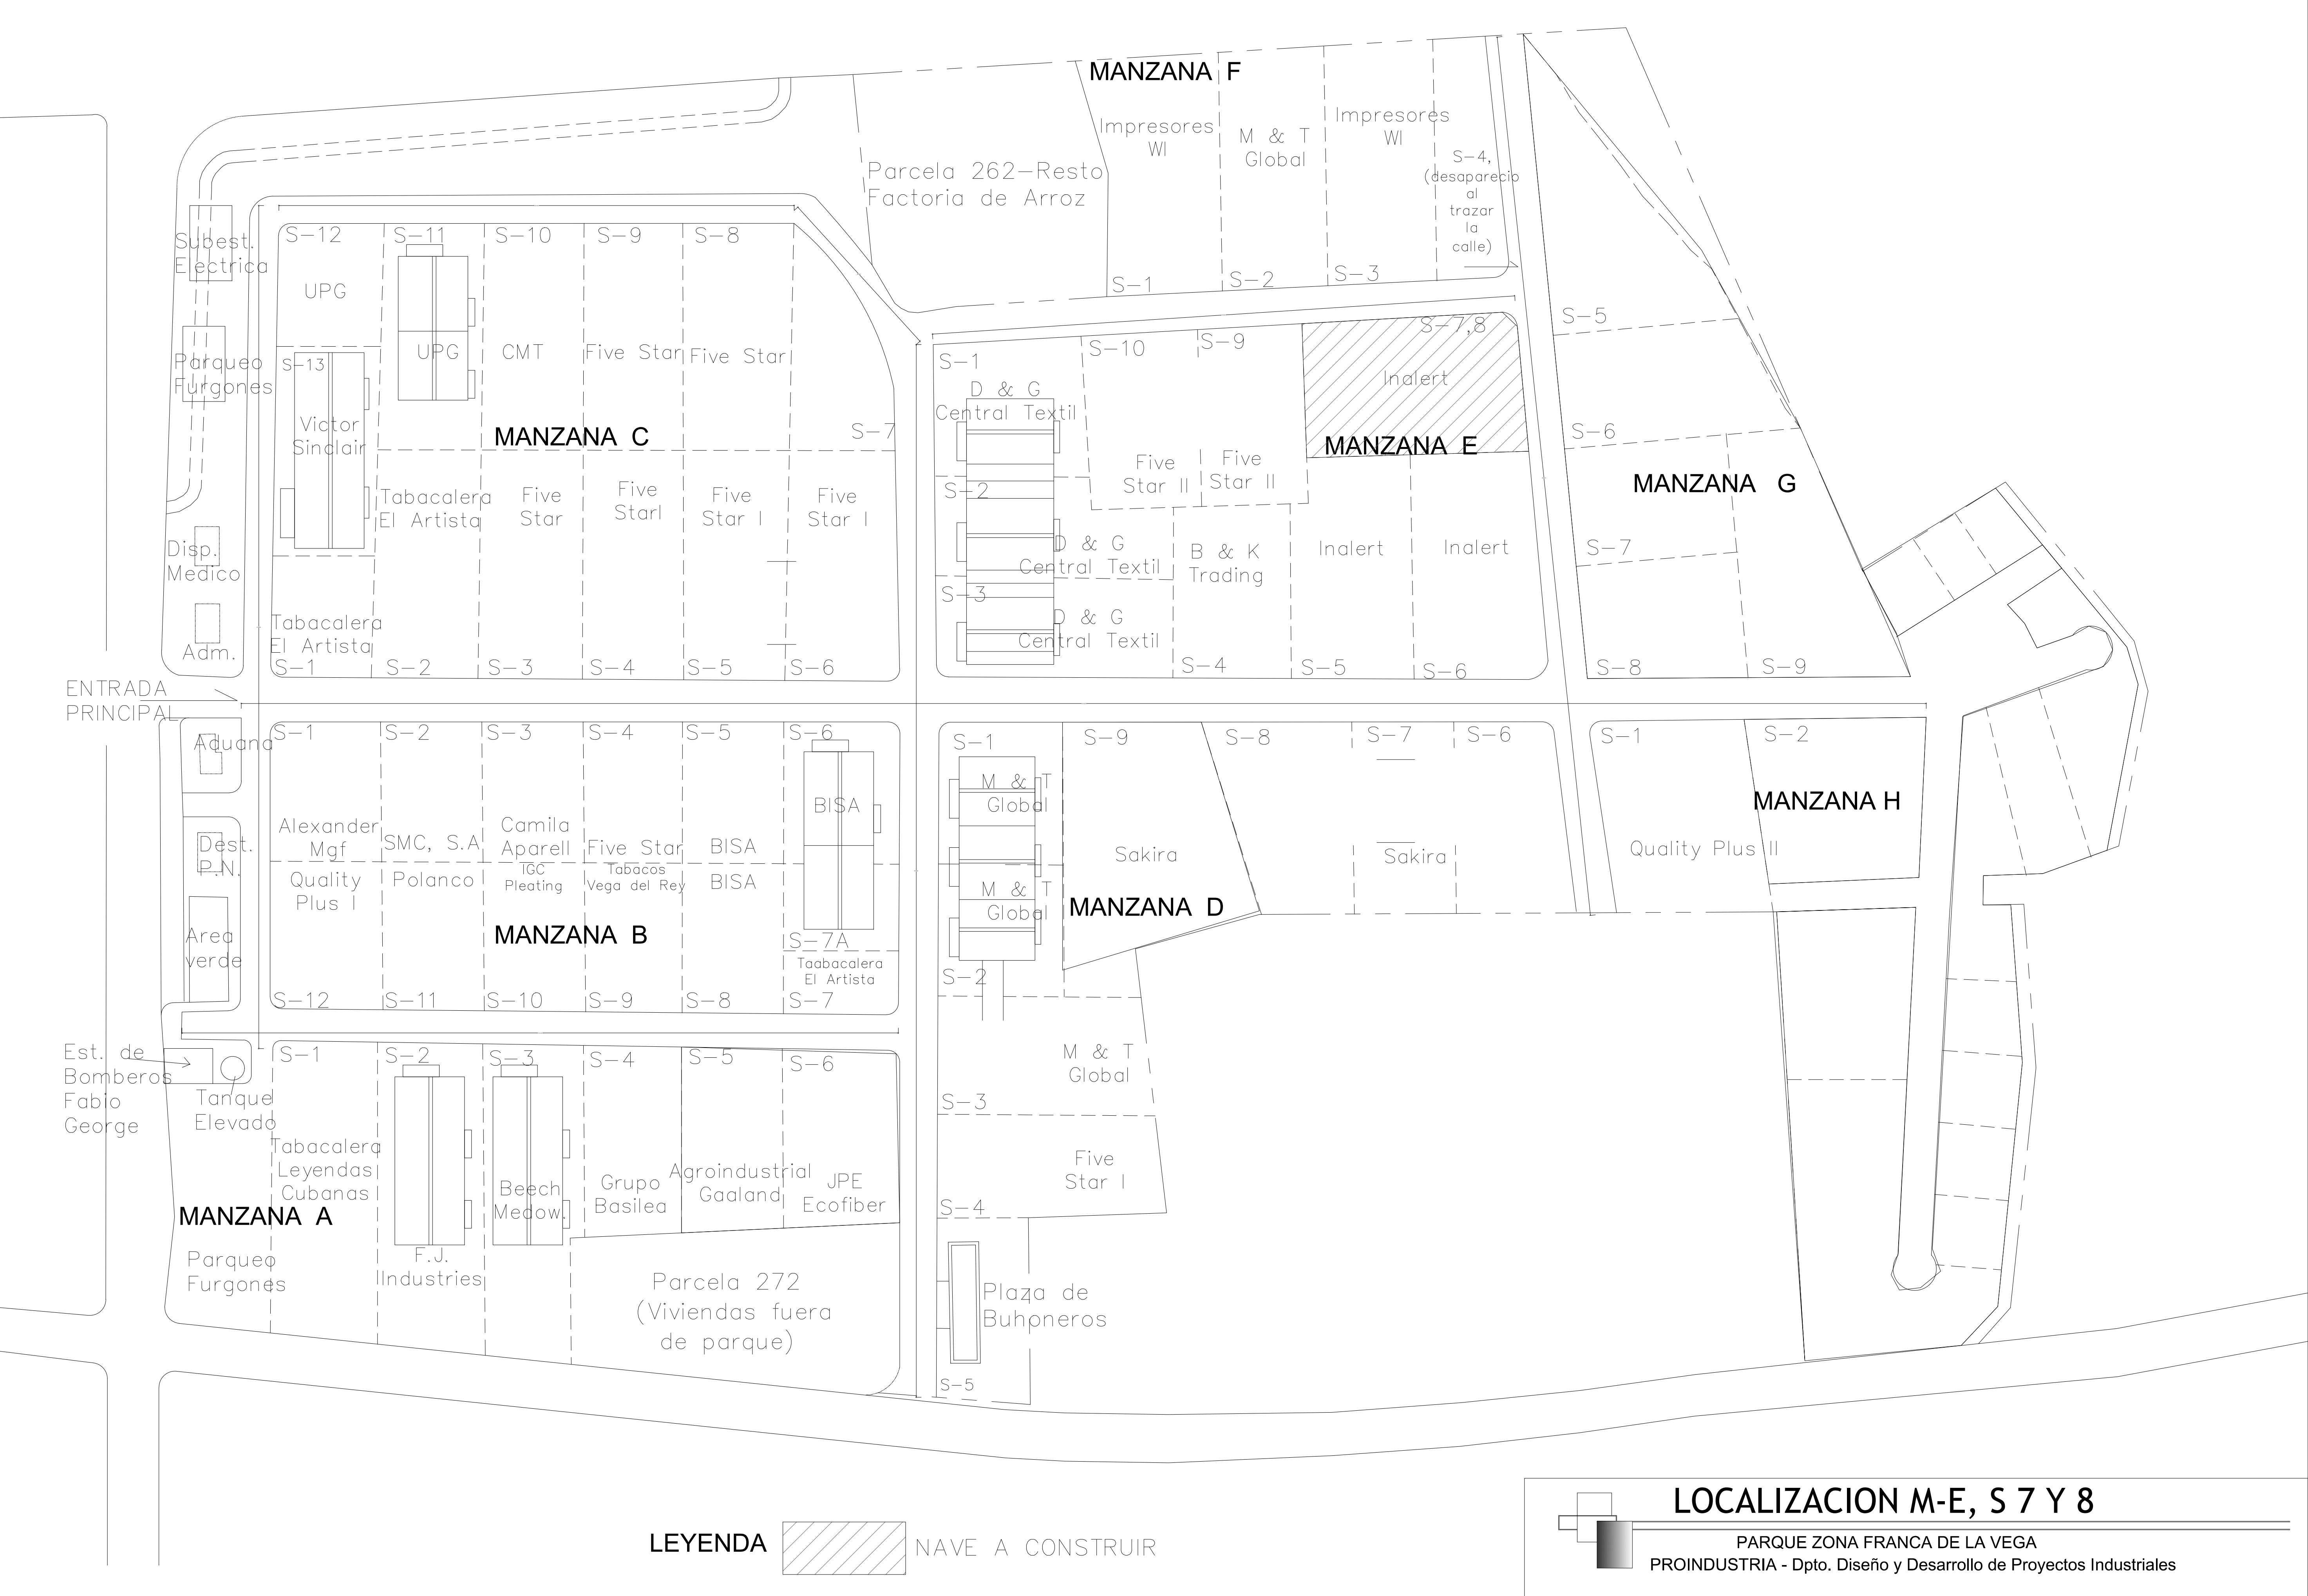 MANZANA F
Impresores
WI
M & T
Global
Impresores
WI
S-4,
(desaparecio
al
trazar
la
calle)
Parcela 262-Resto
Factoria de Arroz
S-1
S-2
S-3
Subest.
Electrica
Parqueo
Furgones
Disp.
Medico
Adm.
S-12
S-11
S-10
S-9
S-8
UPG
S-13
UPG
CMT
Five Star
Five Star
Victor
Sinclair
MANZANA C
S-7
Tabacalera
El Artista
Five
Star
Five
StarI
Five
Star I
Five
Star I
Tabacalera
El Artista
S-1
S-2
S-3
S-4
S-5
S-6
S-1
S-10
S-9
S-7,8
D & G
Central Textil
Inalert
MANZANA E
S-2
Five
Star II
Five
Star II
D & G
Central Textil
B & K
Trading
Inalert
Inalert
S-3
D & G
Central Textil
S-4
S-5
S-6
S-5
S-6
MANZANA G
S-7
S-8
S-9
ENTRADA
PRINCIPAL
Aduana
Dest.
P.N.
Area
verde
S-1
S-2
S-3
S-4
S-5
S-6
BISA
Alexander
Mgf
SMC, S.A
Camila
Aparell
Five Star
BISA
Quality
Plus I
Polanco
IGC
Pleating
Tabacos
Vega del Rey
BISA
MANZANA B
S-7A
Taabacalera
El Artista
S-12
S-11
S-10
S-9
S-8
S-7
S-1
S-9
S-8
S-7
S-6
M & T
Global
Sakira
Sakira
M & T
Global
MANZANA D
S-2
M & T
Global
S-3
Five
Star I
S-4
Plaza de
Buhoneros
S-5
S-1
S-2
MANZANA H
Quality Plus II
Est. de
Bomberos
Fabio
George
Tanque
Elevado
S-1
S-2
S-3
S-4
S-5
S-6
Tabacalera
Leyendas
Cubanas
Beech
Medow.
Grupo
Basilea
Agroindustrial
Gaaland
JPE
Ecofiber
MANZANA A
Parqueo
Furgones
F.J.
Industries
Parcela 272
(Viviendas fuera
de parque)
LEYENDA
NAVE A CONSTRUIR
LOCALIZACION M-E, S 7 Y 8
PARQUE ZONA FRANCA DE LA VEGA
PROINDUSTRIA - Dpto. Diseño y Desarrollo de Proyectos Industriales